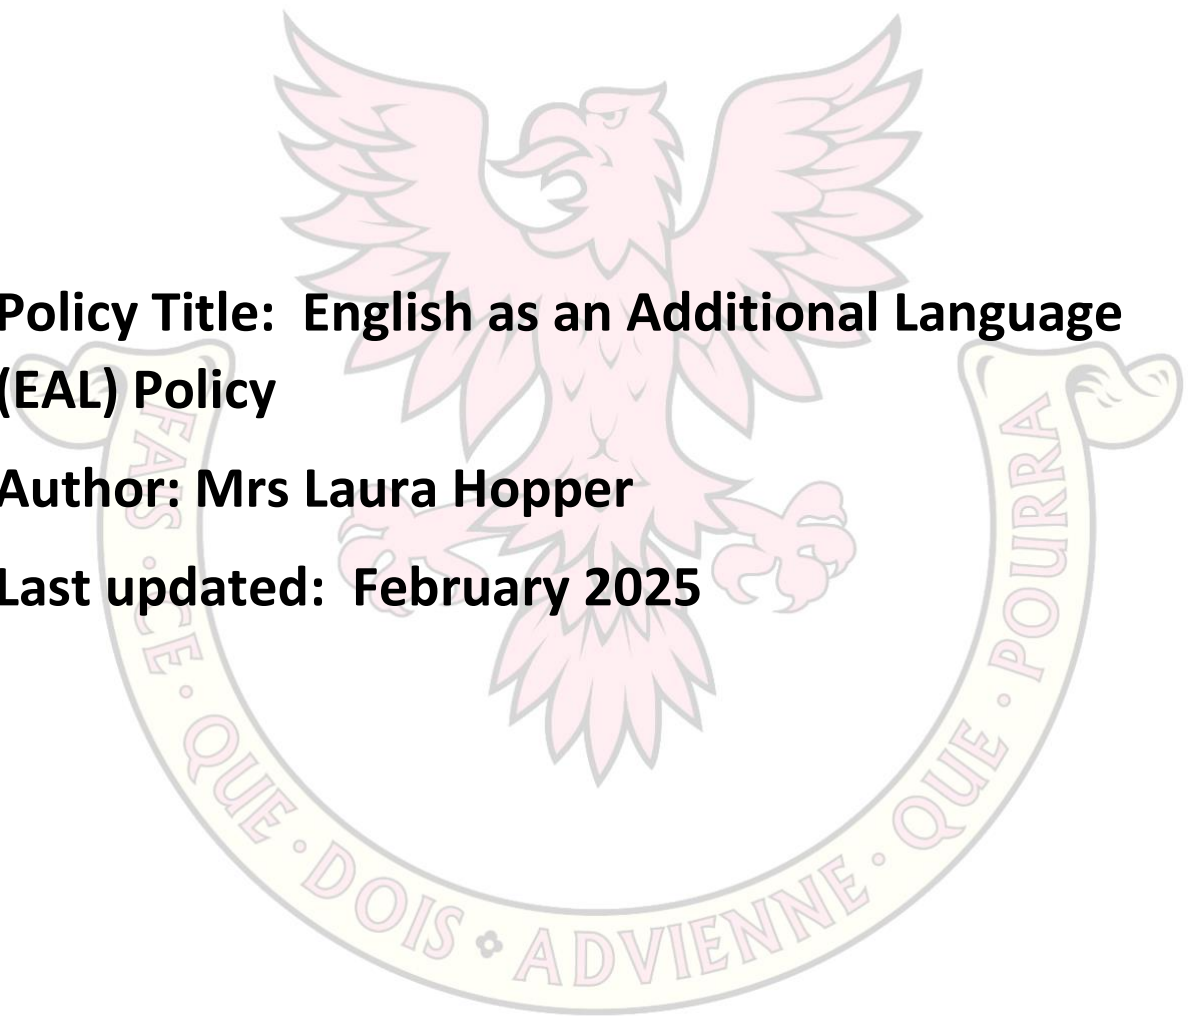 Policy Title:  English as an Additional Language
(EAL) Policy
Author: Mrs Laura Hopper
Last updated:  February 2025
FAIS · CE · QUE · DOIS · ADVIENNE · QUE · POURRA